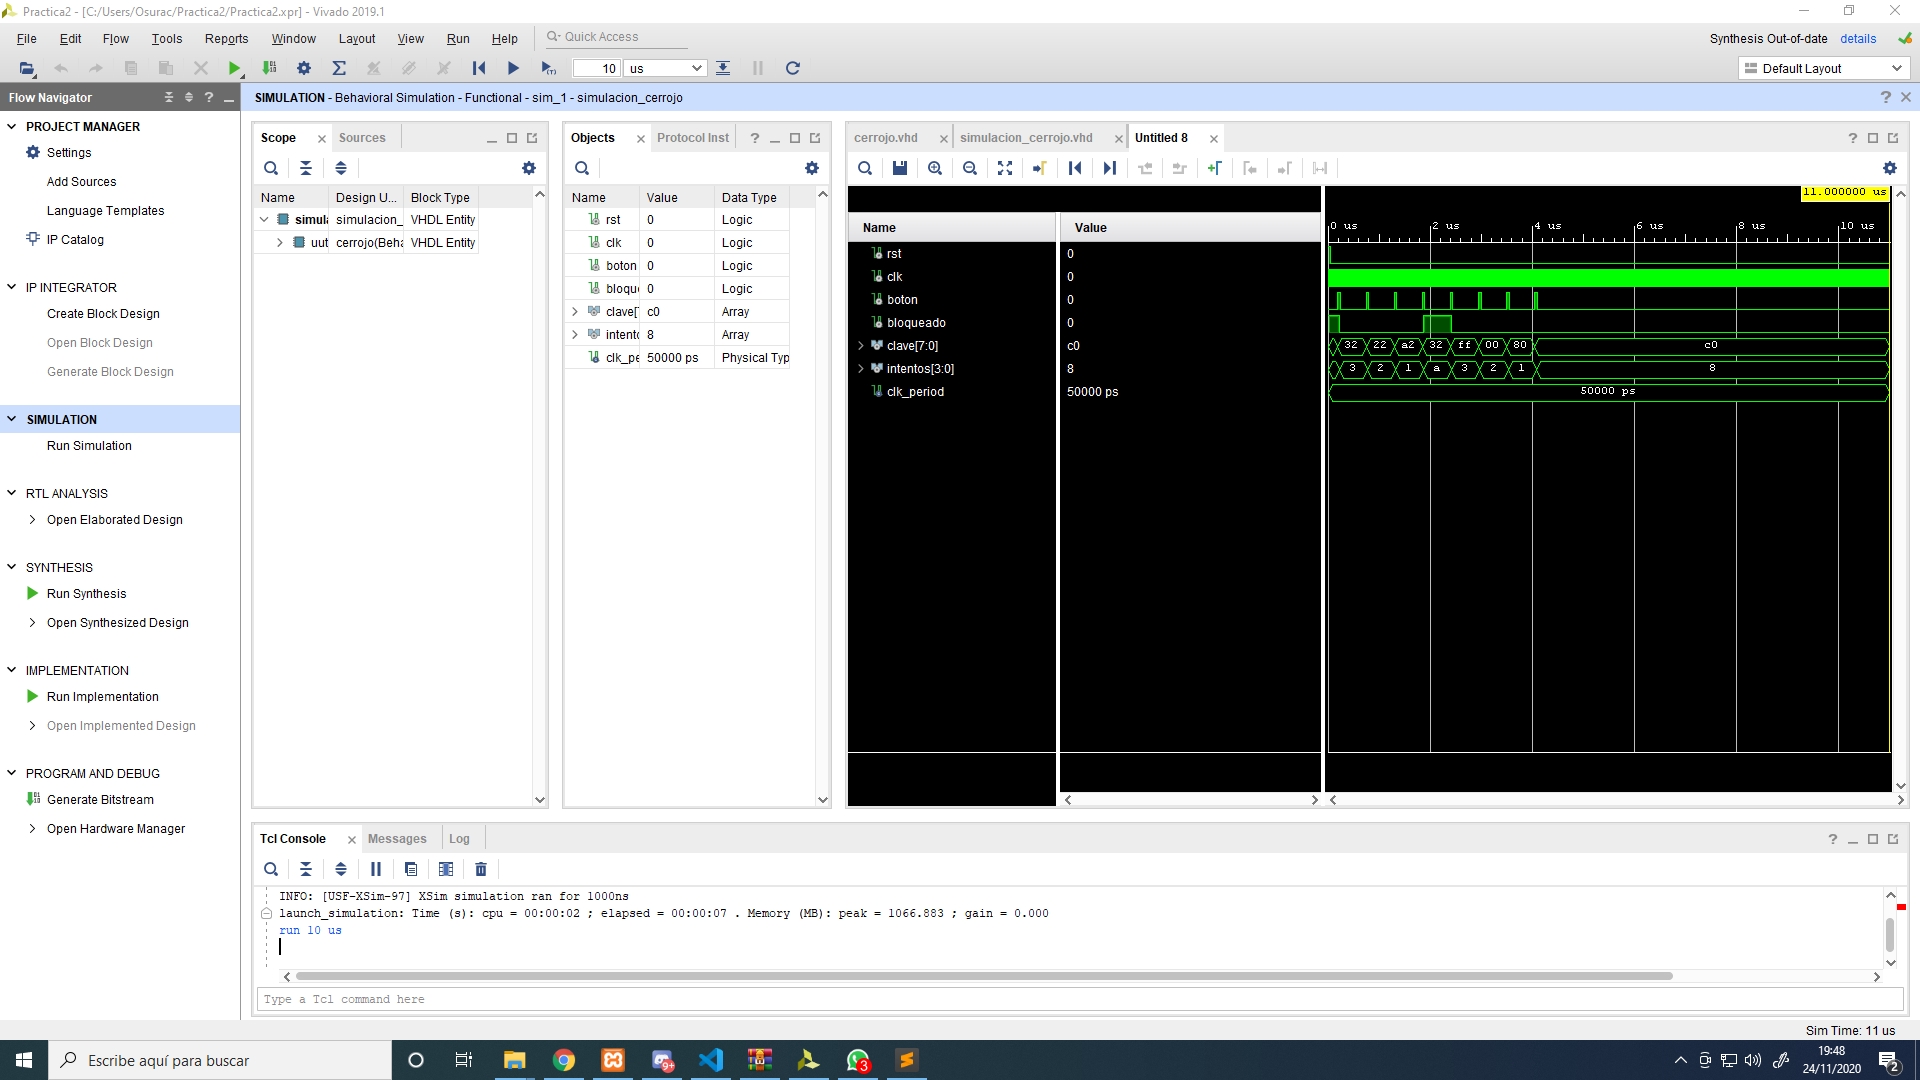 Practica2 - [C:/Users/Osurac/Practica2/Practica2.xpr] - Vivado 2019.1
File Edit Flow Tools Reports Window Layout View Run Help Quick Access
Synthesis Out-of-date details
10 us
Default Layout
Flow Navigator
SIMULATION - Behavioral Simulation - Functional - sim_1 - simulacion_cerrojo
PROJECT MANAGER
Settings
Add Sources
Language Templates
IP Catalog
IP INTEGRATOR
Create Block Design
Open Block Design
Generate Block Design
SIMULATION
Run Simulation
RTL ANALYSIS
Open Elaborated Design
SYNTHESIS
Run Synthesis
Open Synthesized Design
IMPLEMENTATION
Run Implementation
Open Implemented Design
PROGRAM AND DEBUG
Generate Bitstream
Open Hardware Manager
Scope Sources
Name Design U... Block Type
simula simulacion_ VHDL Entity
uut cerrojo(Beha VHDL Entity
Objects Protocol Inst
Name Value Data Type
rst 0 Logic
clk 0 Logic
boton 0 Logic
bloque 0 Logic
clave[ c0 Array
intento 8 Array
clk_pe 50000 ps Physical Typ
cerrojo.vhd simulacion_cerrojo.vhd Untitled 8
11.000000 us
Name Value
0 us 2 us 4 us 6 us 8 us 10 us
rst 0
clk 0
boton 0
bloqueado 0
clave[7:0] c0 32 22 a2 32 ff 00 80 c0
intentos[3:0] 8 3 2 1 a 3 2 1 8
clk_period 50000 ps 50000 ps
Tcl Console Messages Log
INFO: [USF-XSim-97] XSim simulation ran for 1000ns
launch_simulation: Time (s): cpu = 00:00:02 ; elapsed = 00:00:07 . Memory (MB): peak = 1066.883 ; gain = 0.000
run 10 us
Type a Tcl command here
Sim Time: 11 us
Escribe aquí para buscar
9+
3
19:48
24/11/2020
2